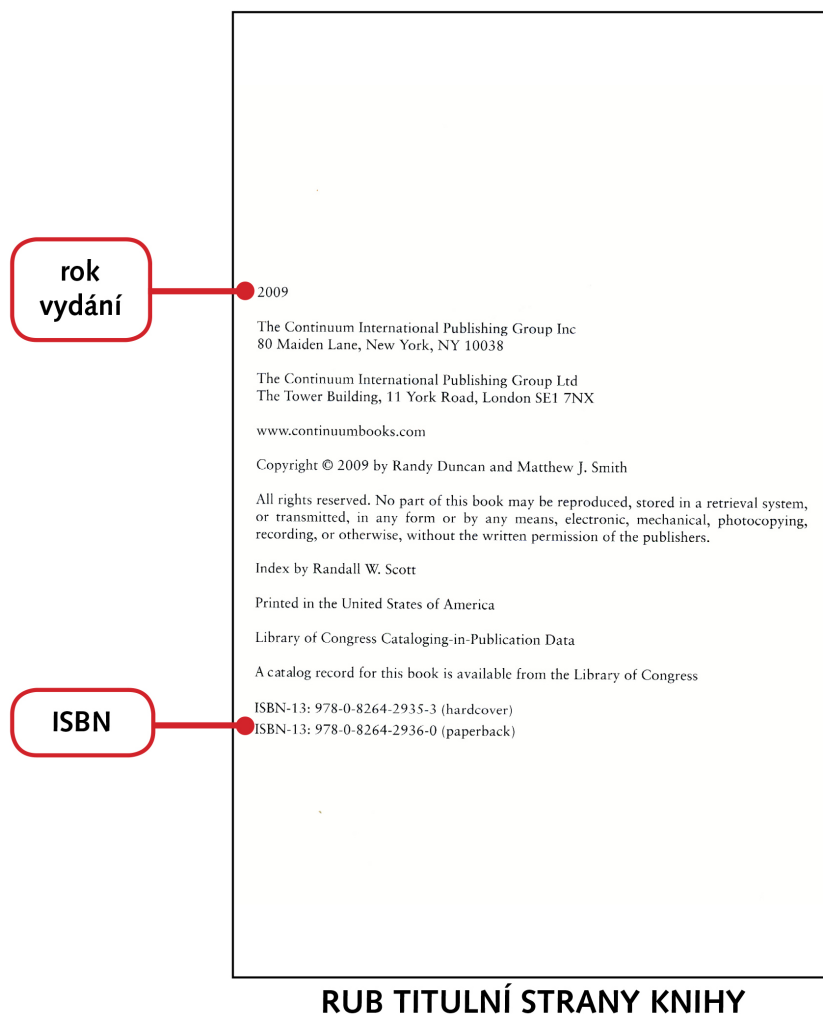 rok
vydání
2009
The Continuum International Publishing Group Inc
80 Maiden Lane, New York, NY 10038
The Continuum International Publishing Group Ltd
The Tower Building, 11 York Road, London SE1 7NX
www.continuumbooks.com
Copyright © 2009 by Randy Duncan and Matthew J. Smith
All rights reserved. No part of this book may be reproduced, stored in a retrieval system,
or transmitted, in any form or by any means, electronic, mechanical, photocopying,
recording, or otherwise, without the written permission of the publishers.
Index by Randall W. Scott
Printed in the United States of America
Library of Congress Cataloging-in-Publication Data
A catalog record for this book is available from the Library of Congress
ISBN-13: 978-0-8264-2935-3 (hardcover)
ISBN
ISBN-13: 978-0-8264-2936-0 (paperback)
RUB TITULNÍ STRANY KNIHY